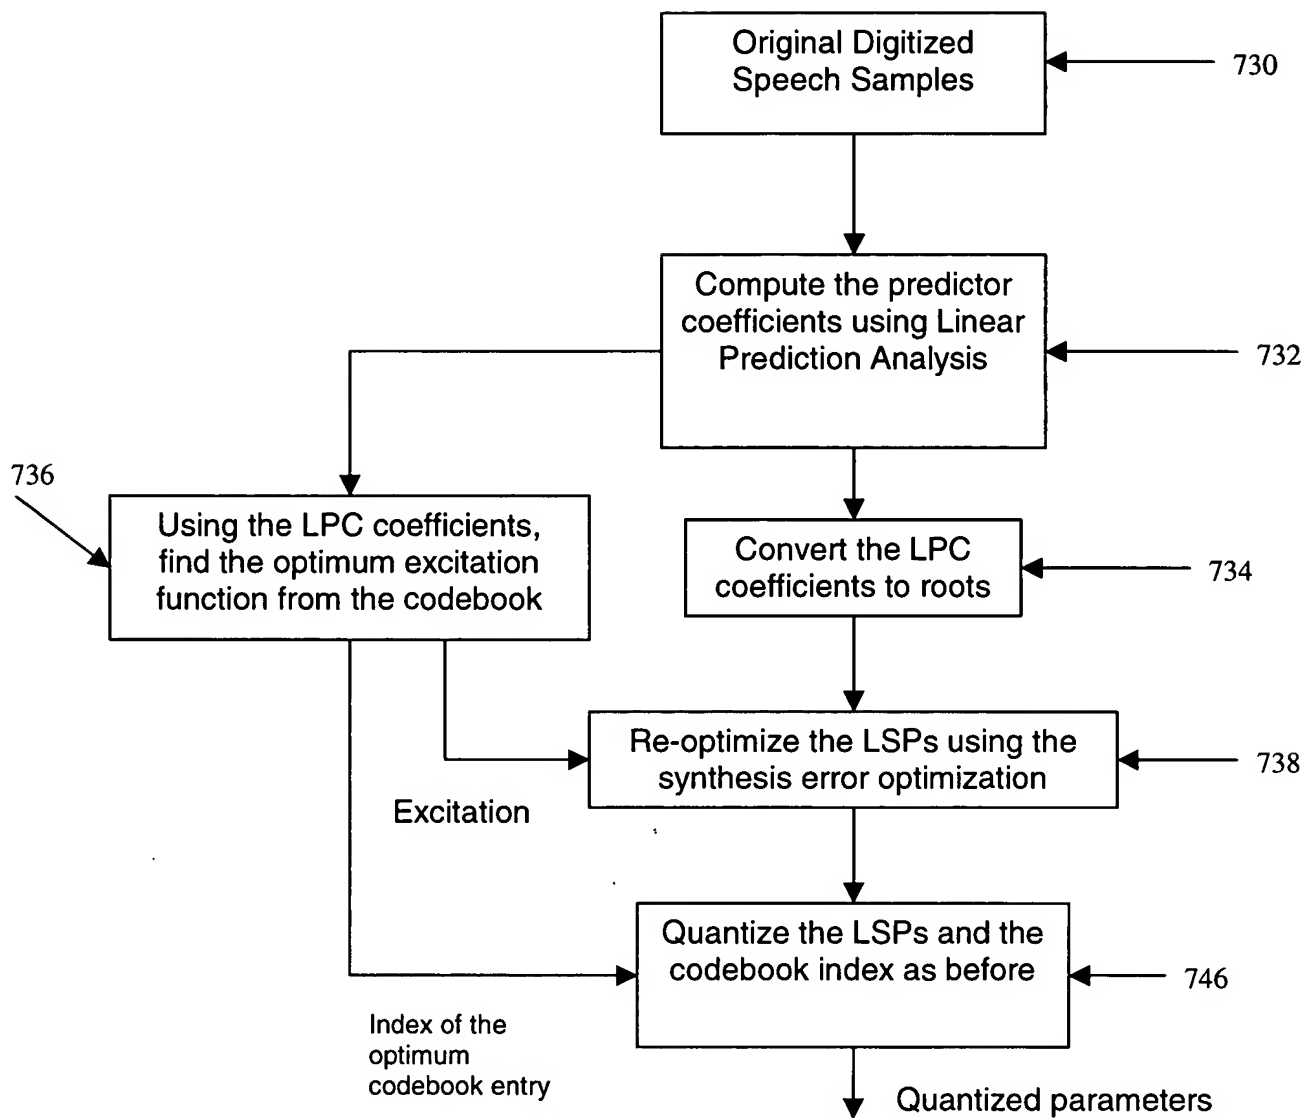 Original Digitized
Speech Samples
730
Compute the predictor
coefficients using Linear
Prediction Analysis
732
736
Using the LPC coefficients,
find the optimum excitation
function from the codebook
Convert the LPC
coefficients to roots
734
Re-optimize the LSPs using the
synthesis error optimization
738
Excitation
Quantize the LSPs and the
codebook index as before
746
Index of the
optimum
codebook entry
Quantized parameters